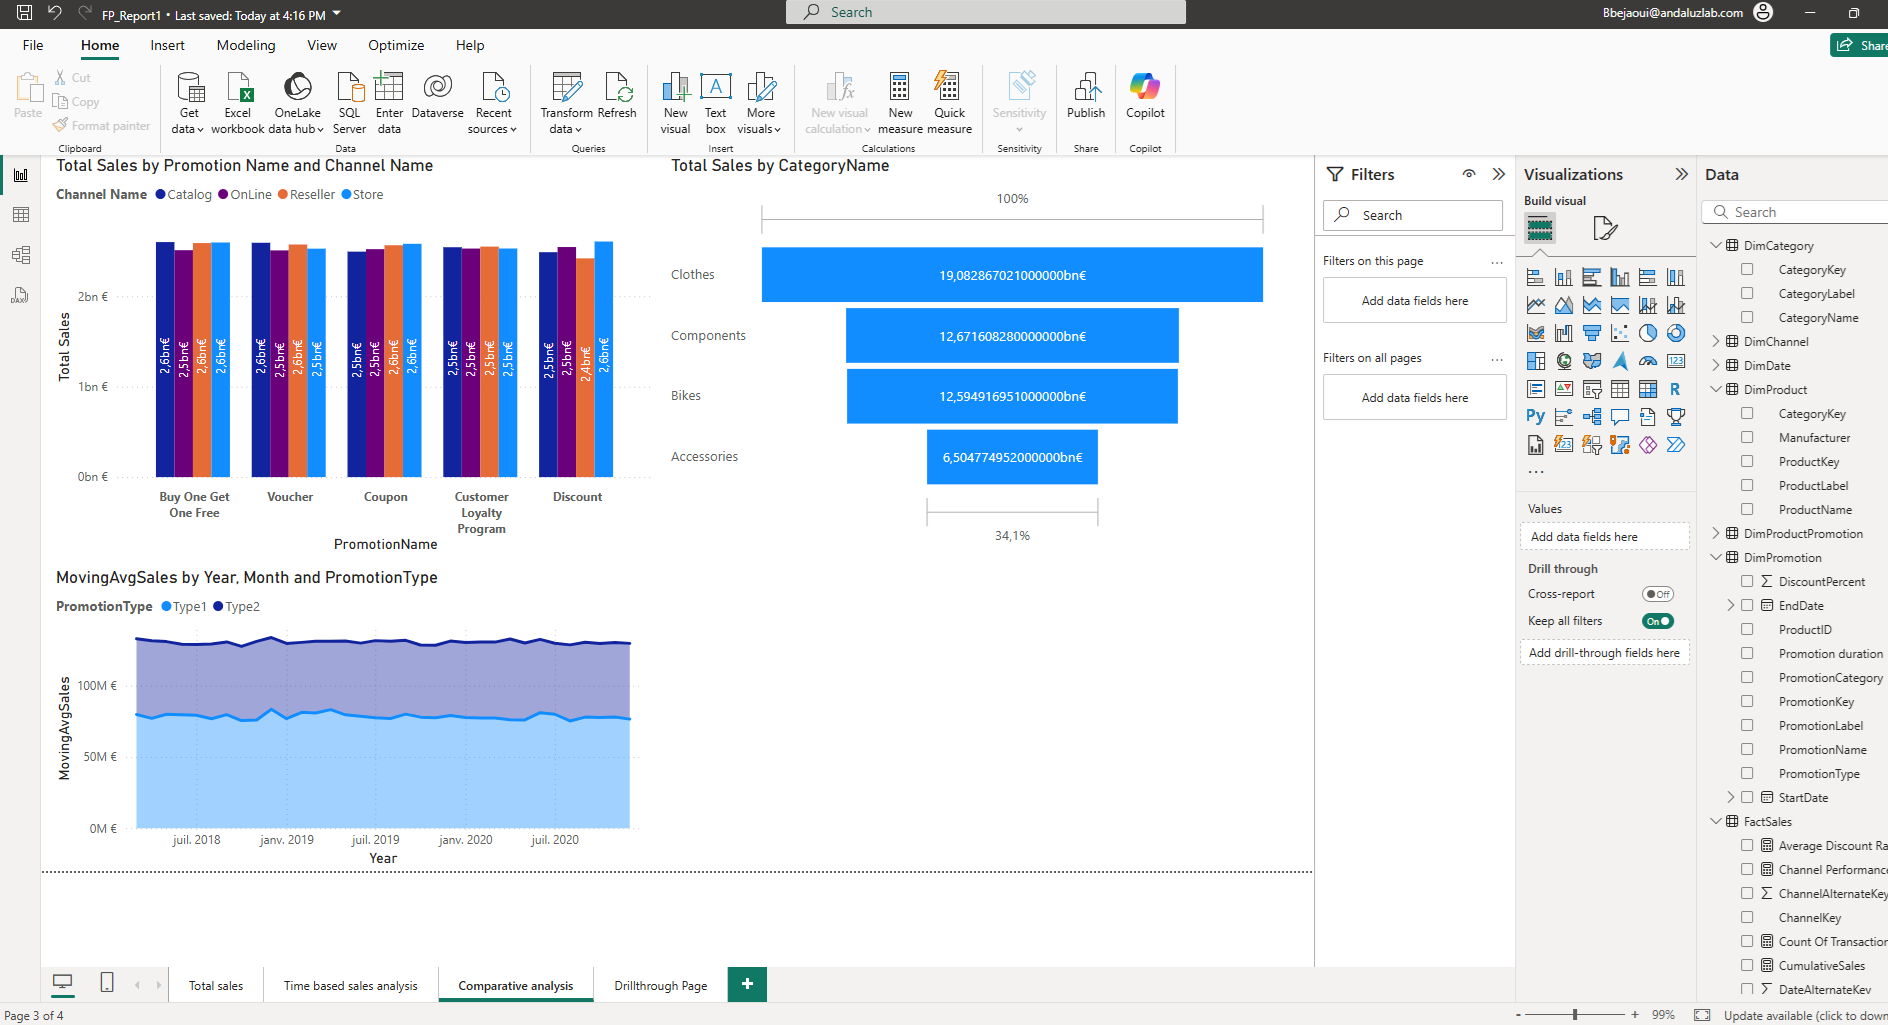 FP_Report1 • Last saved: Today at 4:16 PM
Search
Bbejaoui@andaluzlab.com
File Home Insert Modeling View Optimize Help
Share
Paste
Cut
Copy
Format painter
Clipboard
Get data
Excel workbook
OneLake data hub
SQL Server
Enter data
Dataverse
Recent sources
Data
Transform data
Refresh
Queries
New visual
Text box
More visuals
Insert
New visual calculation
New measure
Quick measure
Calculations
Sensitivity
Sensitivity
Publish
Share
Copilot
Copilot
Total Sales by Promotion Name and Channel Name
Channel Name Catalog OnLine Reseller Store
Total Sales
2bn €
1bn €
0bn €
2,6bn€ 2,5bn€ 2,6bn€ 2,6bn€
2,6bn€ 2,5bn€ 2,6bn€ 2,5bn€
2,5bn€ 2,5bn€ 2,6bn€ 2,6bn€
2,5bn€ 2,5bn€ 2,5bn€ 2,5bn€
2,5bn€ 2,5bn€ 2,4bn€ 2,6bn€
Buy One Get One Free
Voucher
Coupon
Customer Loyalty Program
Discount
PromotionName
Total Sales by CategoryName
100%
Clothes 19,082867021000000bn€
Components 12,671608280000000bn€
Bikes 12,594916951000000bn€
Accessories 6,504774952000000bn€
34,1%
MovingAvgSales by Year, Month and PromotionType
PromotionType Type1 Type2
MovingAvgSales
100M €
50M €
0M €
juil. 2018 janv. 2019 juil. 2019 janv. 2020 juil. 2020
Year
Filters
Search
Filters on this page
...
Add data fields here
Filters on all pages
...
Add data fields here
Visualizations
Build visual
123
R
Py
123
...
Values
Add data fields here
Drill through
Cross-report Off
Keep all filters On
Add drill-through fields here
Data
Search
DimCategory
CategoryKey
CategoryLabel
CategoryName
DimChannel
DimDate
DimProduct
CategoryKey
Manufacturer
ProductKey
ProductLabel
ProductName
DimProductPromotion
DimPromotion
DiscountPercent
EndDate
ProductID
Promotion duration
PromotionCategory
PromotionKey
PromotionLabel
PromotionName
PromotionType
StartDate
FactSales
Average Discount Ra
Channel Performance
ChannelAlternateKey
ChannelKey
Count Of Transaction
CumulativeSales
DateAlternateKey
Total sales
Time based sales analysis
Comparative analysis
Drillthrough Page
+
Page 3 of 4
- + 99%
Update available (click to down